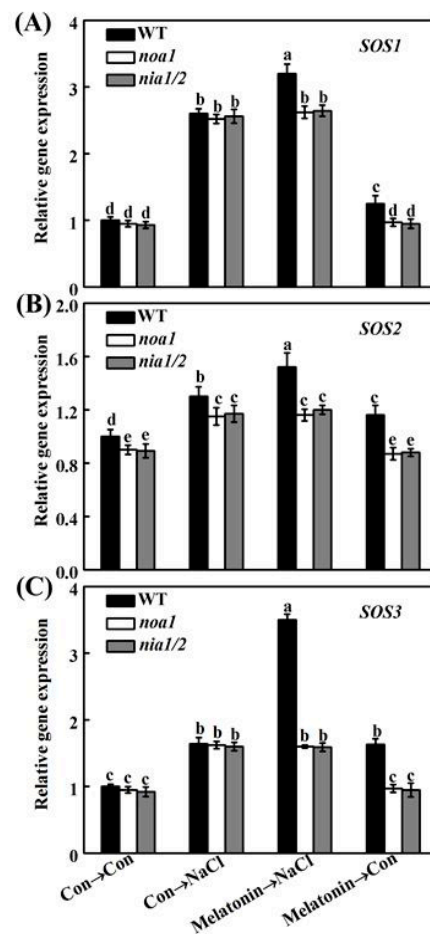 (A)
WT
noa1
nia1/2
SOS1
Relative gene expression
4
3
2
1
0
d d d
b b b
a
b b
c
d d
(B)
WT
noa1
nia1/2
SOS2
Relative gene expression
2.0
1.6
1.2
0.8
0.4
0.0
d
e e
b
c c
a
c c
c
e e
(C)
WT
noa1
nia1/2
SOS3
Relative gene expression
4
3
2
1
0
c c c
b b b
a
b b
b
c c
Con→Con
Con→NaCl
Melatonin→NaCl
Melatonin→Con